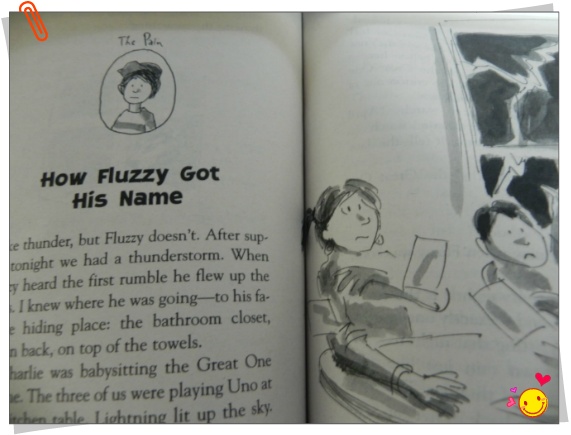 The Pain
How Fluzzy Got
His Name
thunder, but Fluzzy doesn't. After sup-
tonight we had a thunderstorm. When
heard the first rumble he flew up the
I knew where he was going—to his fa-
hiding place: the bathroom closet,
back, on top of the towels.
was babysitting the Great One
The three of us were playing Uno at
table. Lightning lit up the sky.